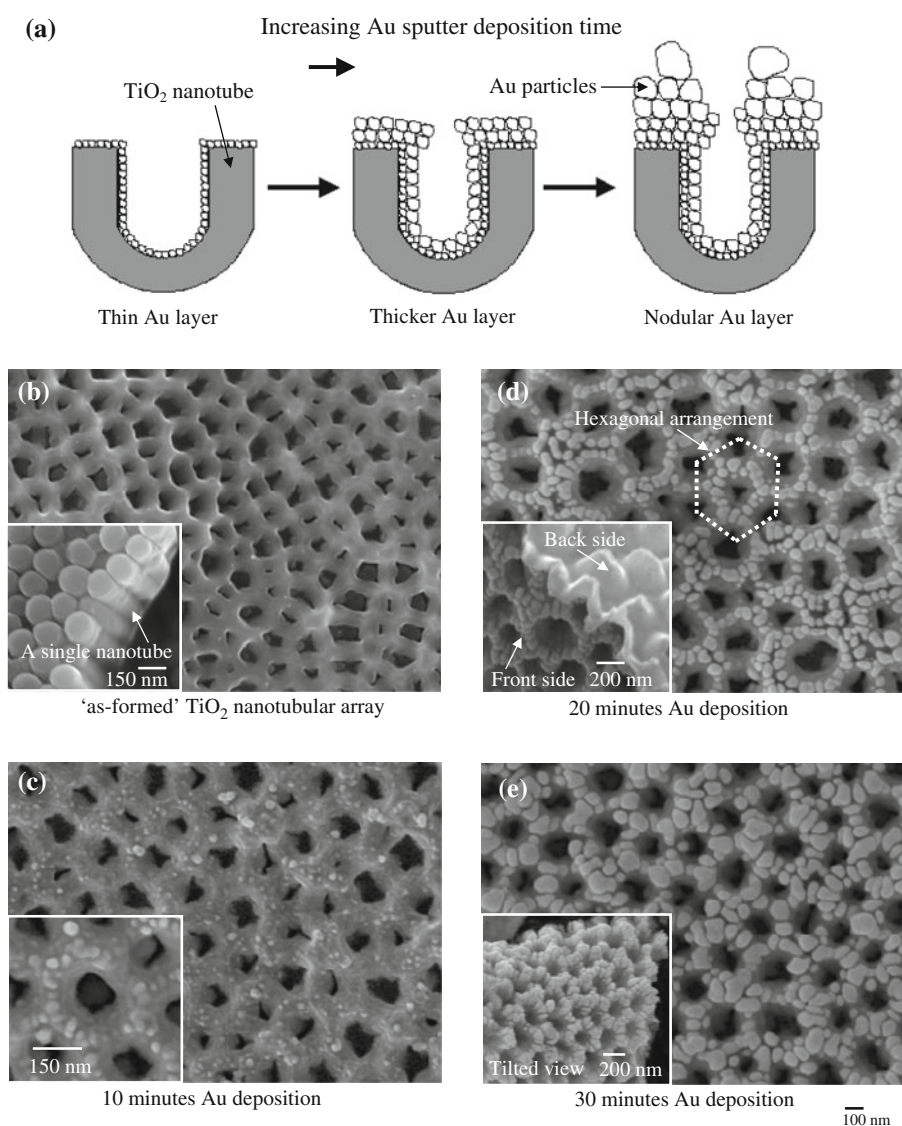 (a)
Increasing Au sputter deposition time
TiO₂ nanotube
Au particles
Thin Au layer
Thicker Au layer
Nodular Au layer
(b)
A single nanotube
150 nm
‘as-formed’ TiO₂ nanotubular array
(d)
Hexagonal arrangement
Back side
Front side
200 nm
20 minutes Au deposition
(c)
150 nm
10 minutes Au deposition
(e)
Tilted view
200 nm
30 minutes Au deposition
100 nm